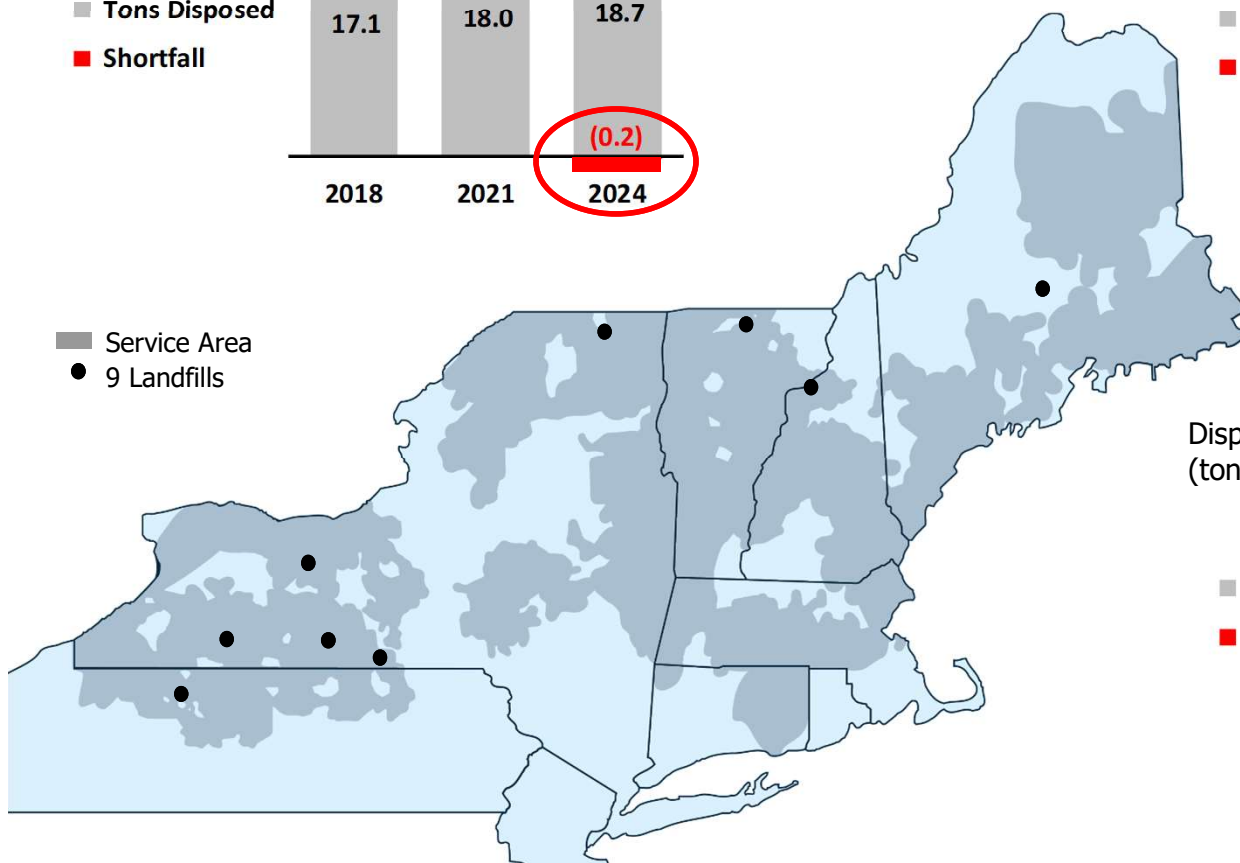 Tons Disposed
Shortfall
17.1 18.0 18.7
(0.2)
2018 2021 2024
Service Area
9 Landfills
Disp
(ton